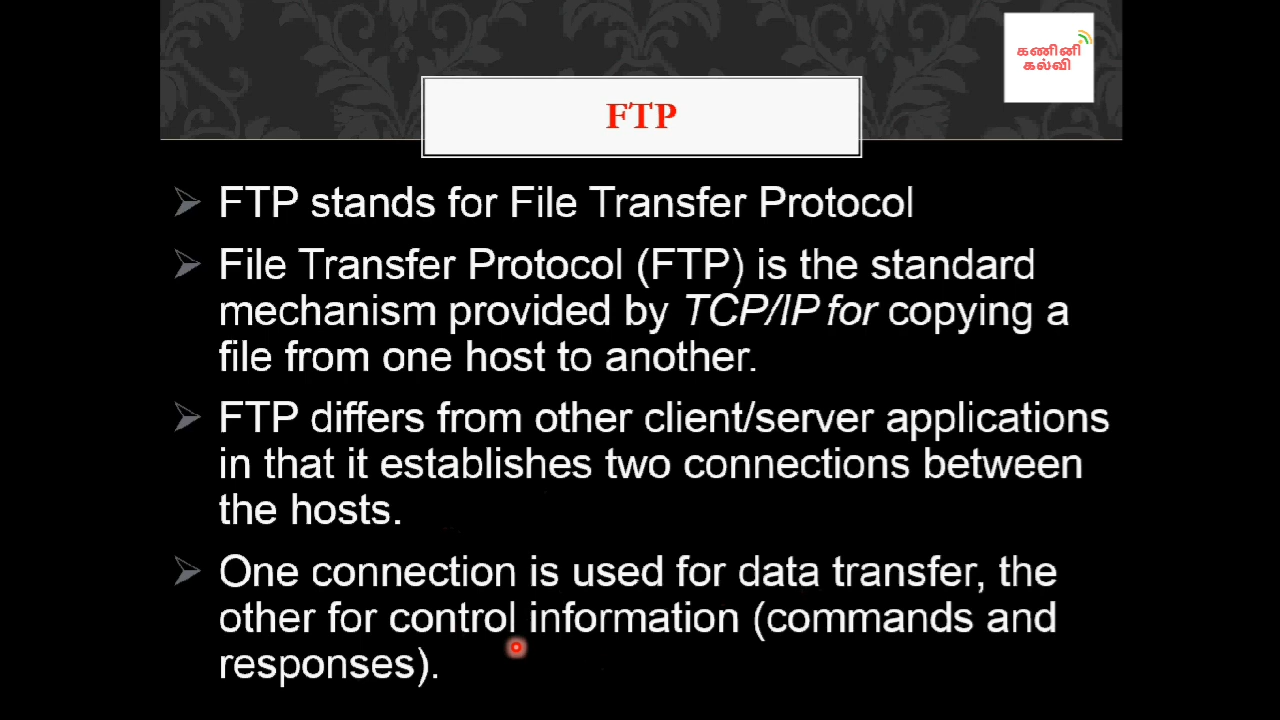 கணினி
கல்வி
FTP
FTP stands for File Transfer Protocol
File Transfer Protocol (FTP) is the standard
mechanism provided by TCP/IP for copying a
file from one host to another.
FTP differs from other client/server applications
in that it establishes two connections between
the hosts.
One connection is used for data transfer, the
other for control information (commands and
responses).